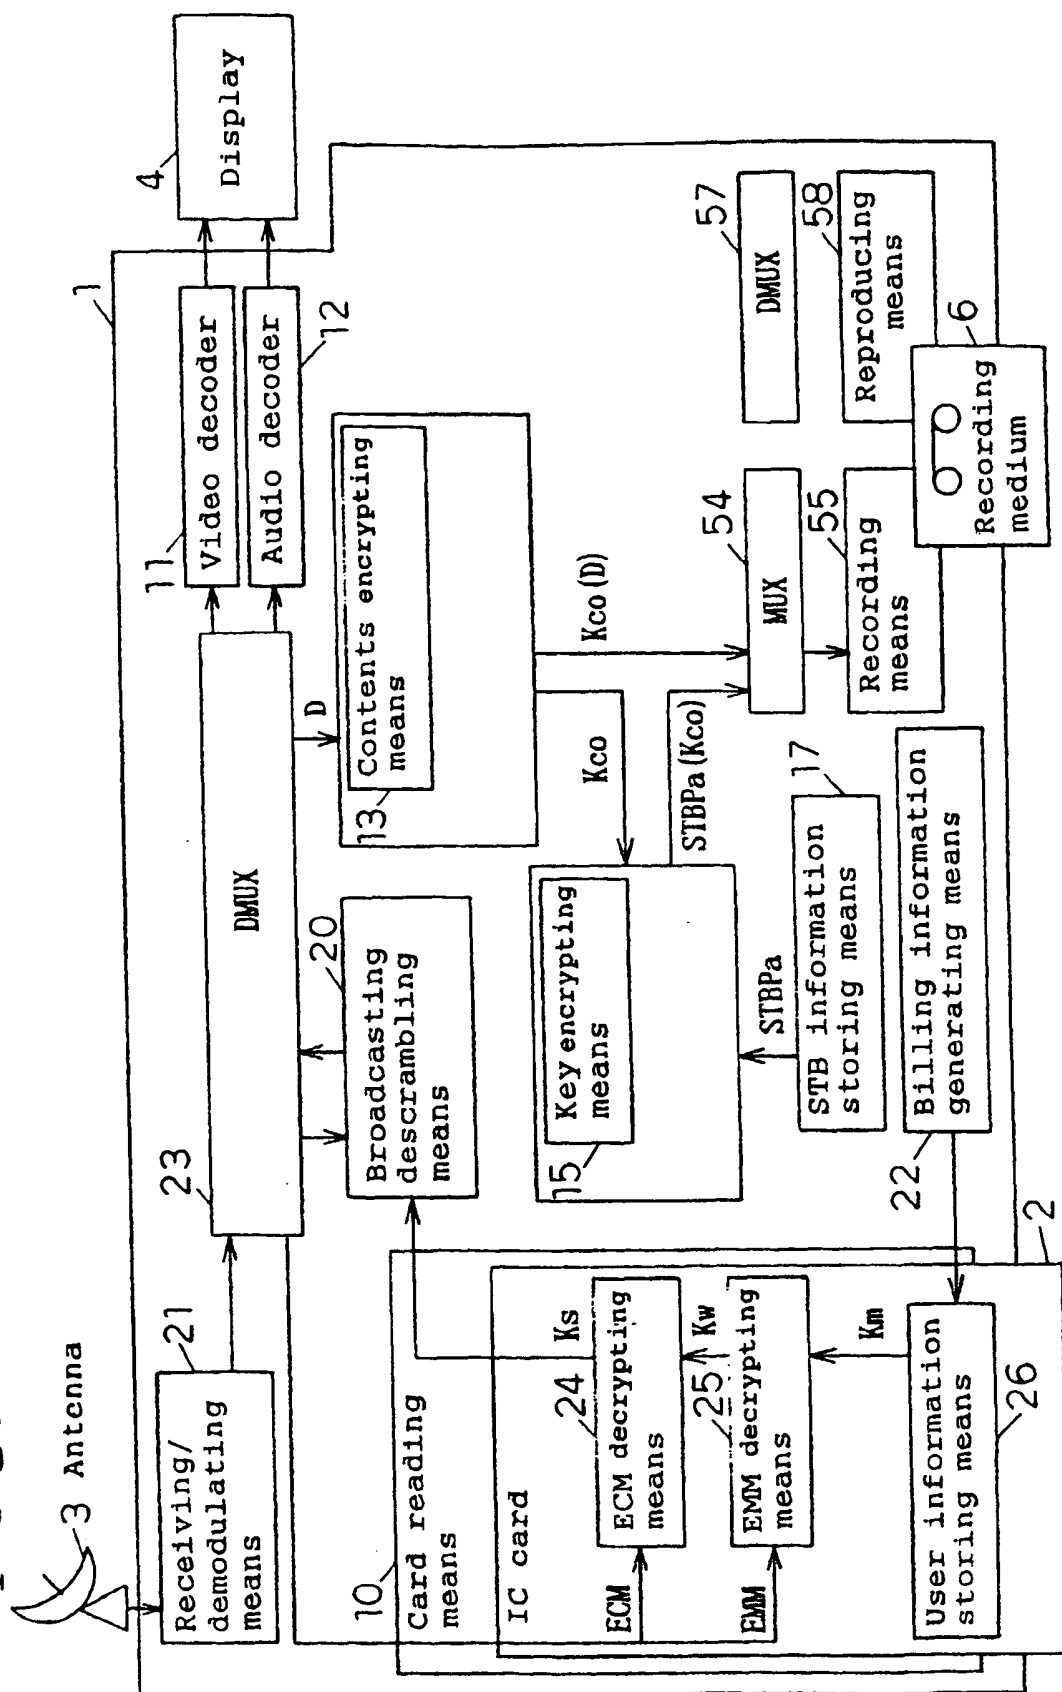 3 Antenna
Receiving/
demodulating
means
21
23
DMUX
1
11
Video decoder
Audio decoder
12
4
Display
D
13
Contents encrypting
means
20
Broadcasting
descrambling
means
10
Card reading
means
IC card
Ks
24
ECM decrypting
means
ECM
Kw
25
EMM decrypting
means
EMM
Km
User information
storing means
26
2
15
Key encrypting
means
Kco
Kco(D)
STBPa(Kco)
STBPa
17
STB information
storing means
22
Billing information
generating means
54
MUX
55
Recording
means
57
DMUX
58
Reproducing
means
6
Recording
medium